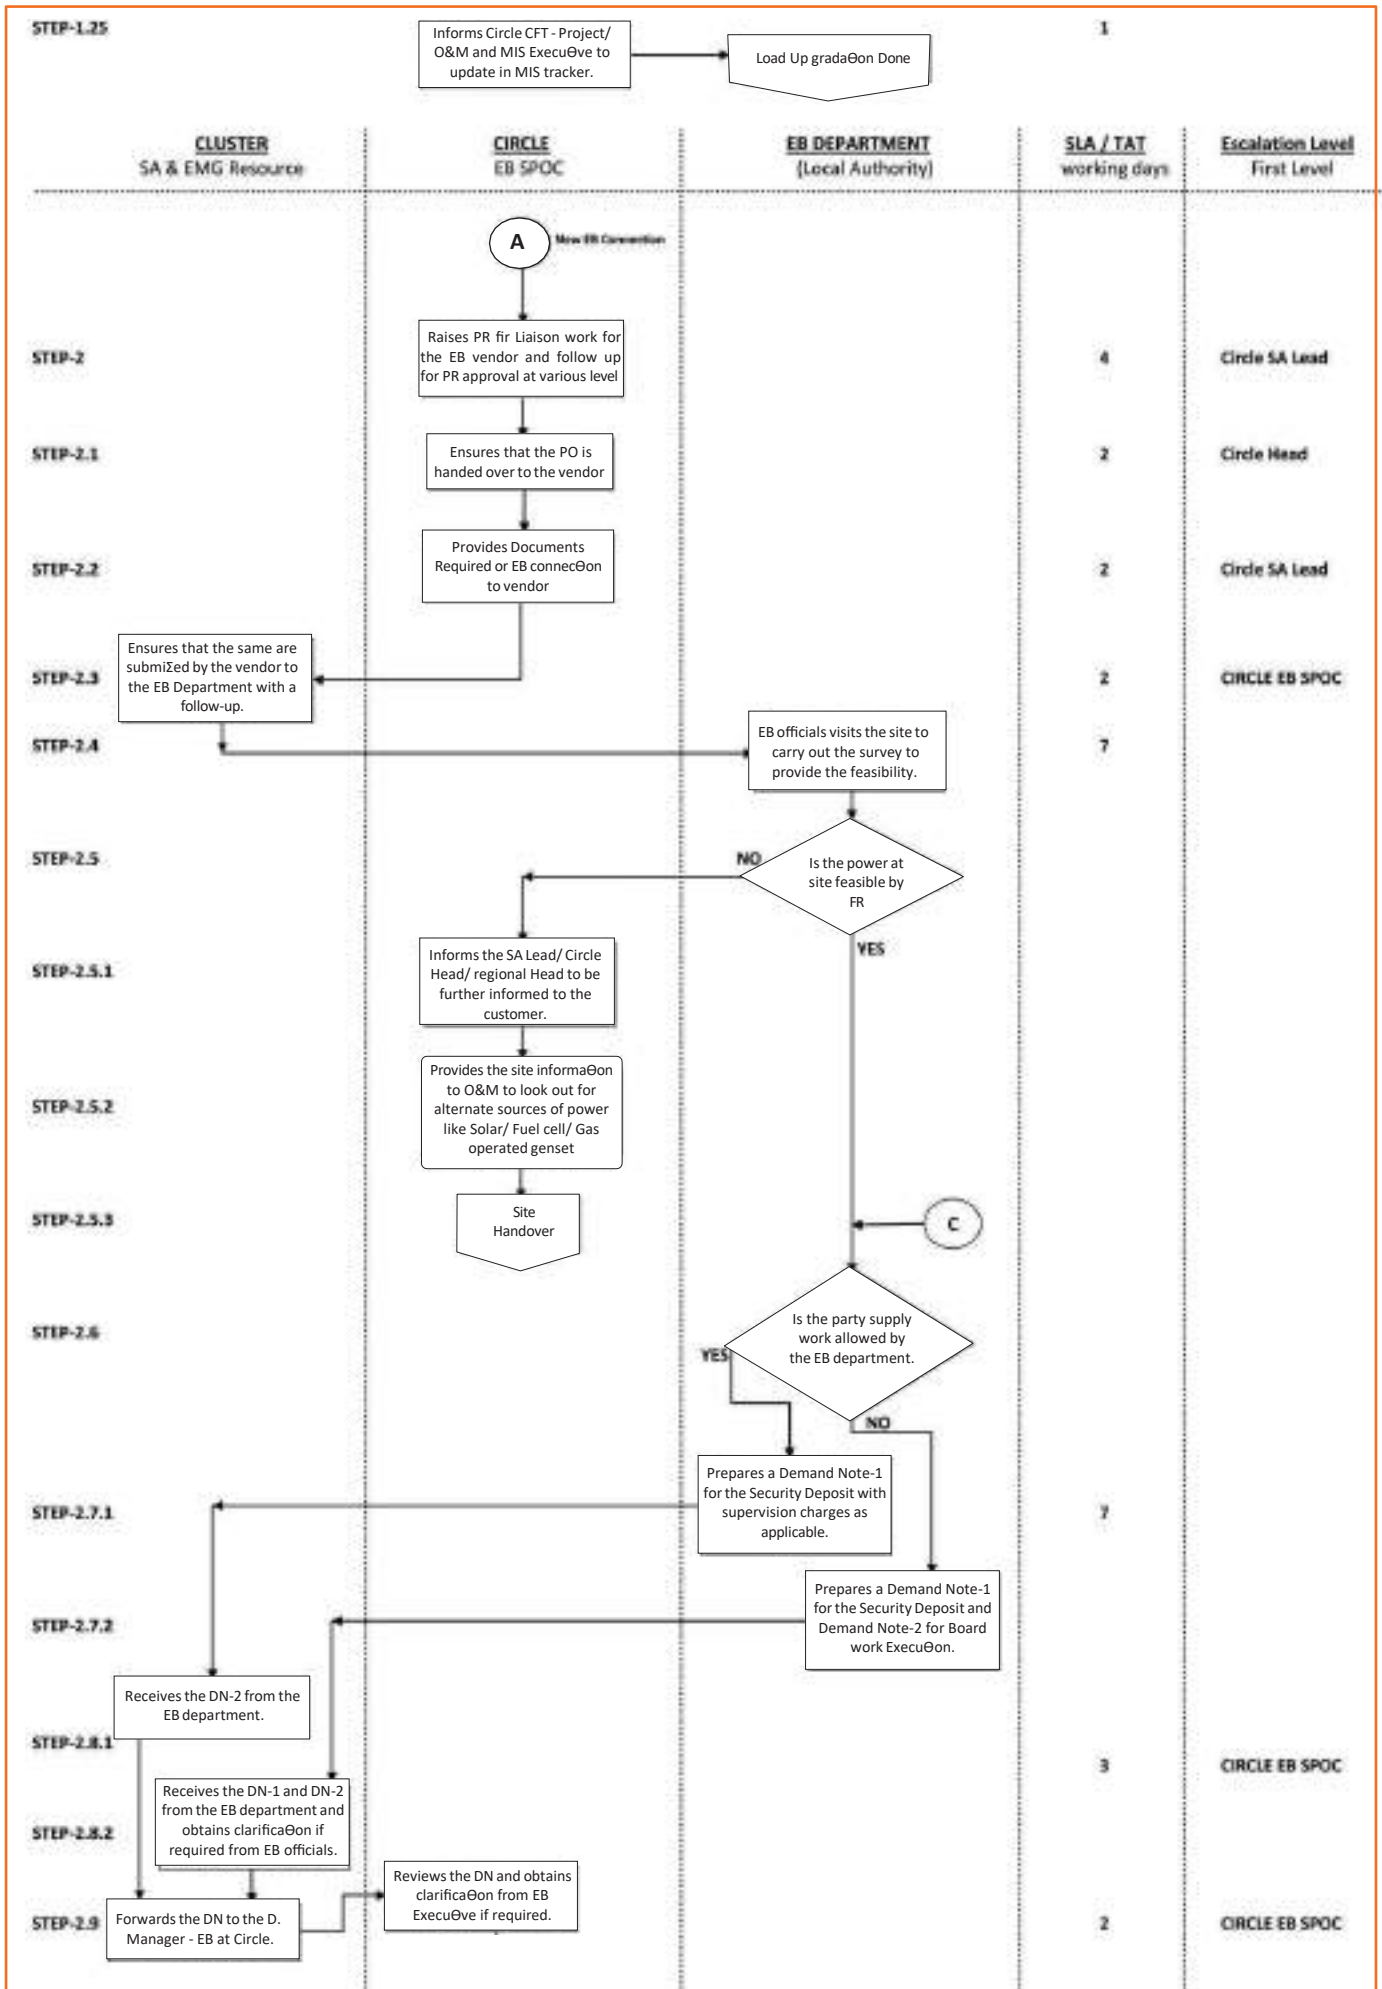 STEP-1.25
Informs Circle CFT - Project/
O&M and MIS ExecuΘve to
update in MIS tracker.
Load Up gradaΘon Done
1
CLUSTER
SA & EMG Resource
CIRCLE
EB SPOC
EB DEPARTMENT
(Local Authority)
SLA / TAT
working days
Escalation Level
First Level
A
New EB Connection
STEP-2
Raises PR fir Liaison work for
the EB vendor and follow up
for PR approval at various level
4
Circle SA Lead
STEP-2.1
Ensures that the PO is
handed over to the vendor
2
Circle Head
STEP-2.2
Provides Documents
Required or EB connecΘon
to vendor
2
Circle SA Lead
STEP-2.3
Ensures that the same are
submiΣed by the vendor to
the EB Department with a
follow-up.
2
CIRCLE EB SPOC
STEP-2.4
EB officials visits the site to
carry out the survey to
provide the feasibility.
7
STEP-2.5
NO
Is the power at
site feasible by
FR
YES
STEP-2.5.1
Informs the SA Lead/ Circle
Head/ regional Head to be
further informed to the
customer.
STEP-2.5.2
Provides the site informaΘon
to O&M to look out for
alternate sources of power
like Solar/ Fuel cell/ Gas
operated genset
STEP-2.5.3
Site
Handover
C
STEP-2.6
Is the party supply
work allowed by
the EB department.
YES
NO
STEP-2.7.1
Prepares a Demand Note-1
for the Security Deposit with
supervision charges as
applicable.
7
STEP-2.7.2
Prepares a Demand Note-1
for the Security Deposit and
Demand Note-2 for Board
work ExecuΘon.
Receives the DN-2 from the
EB department.
STEP-2.8.1
3
CIRCLE EB SPOC
Receives the DN-1 and DN-2
from the EB department and
obtains clarificaΘon if
required from EB officials.
STEP-2.8.2
Reviews the DN and obtains
clarificaΘon from EB
ExecuΘve if required.
STEP-2.9
Forwards the DN to the D.
Manager - EB at Circle.
2
CIRCLE EB SPOC